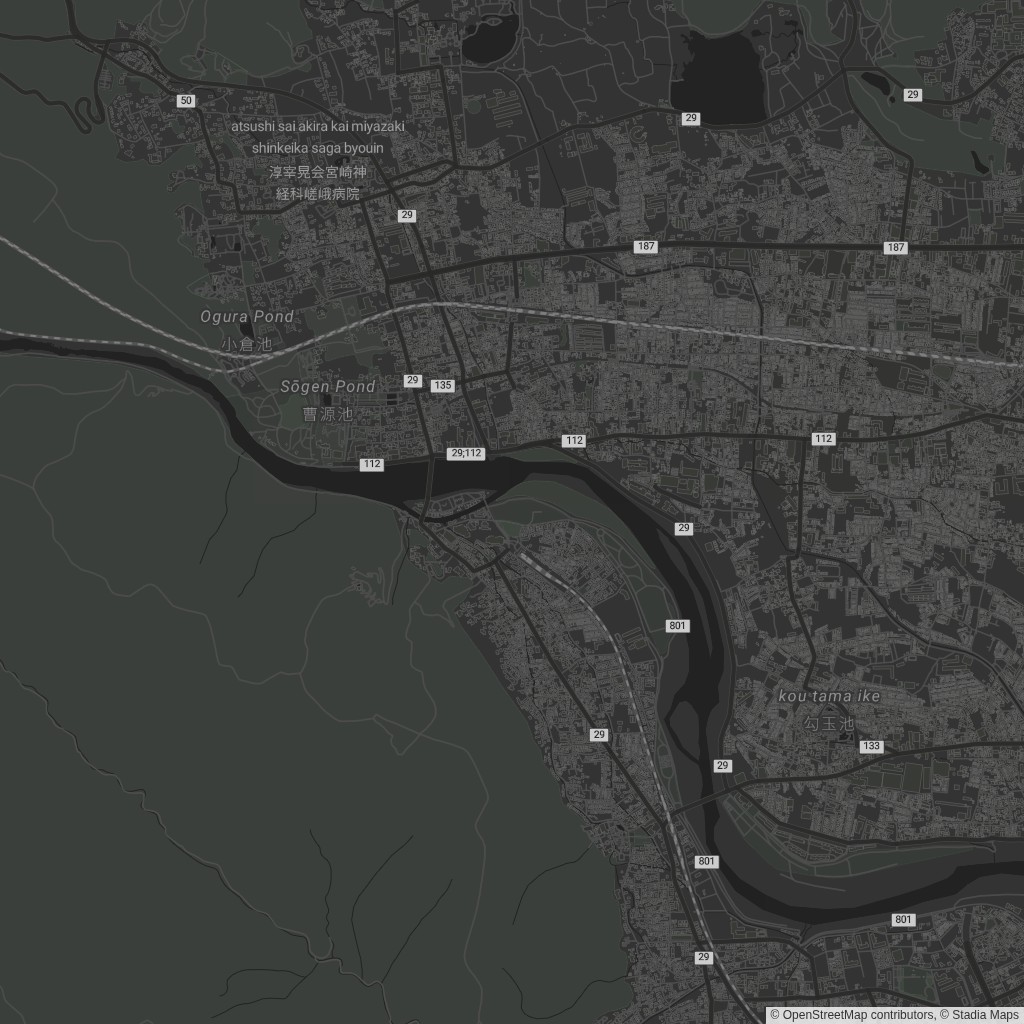 29
50
29
atsushi sai akira kai miyazaki
shinkeika saga byouin
淳宰晃会宮崎神
経科嵯峨病院
29
187
187
Ogura Pond
小倉池
Sōgen Pond
曹源池
29
135
112
112
29;112
112
29
801
kou tama ike
勾玉池
29
133
29
801
801
29
© OpenStreetMap contributors, © Stadia Maps